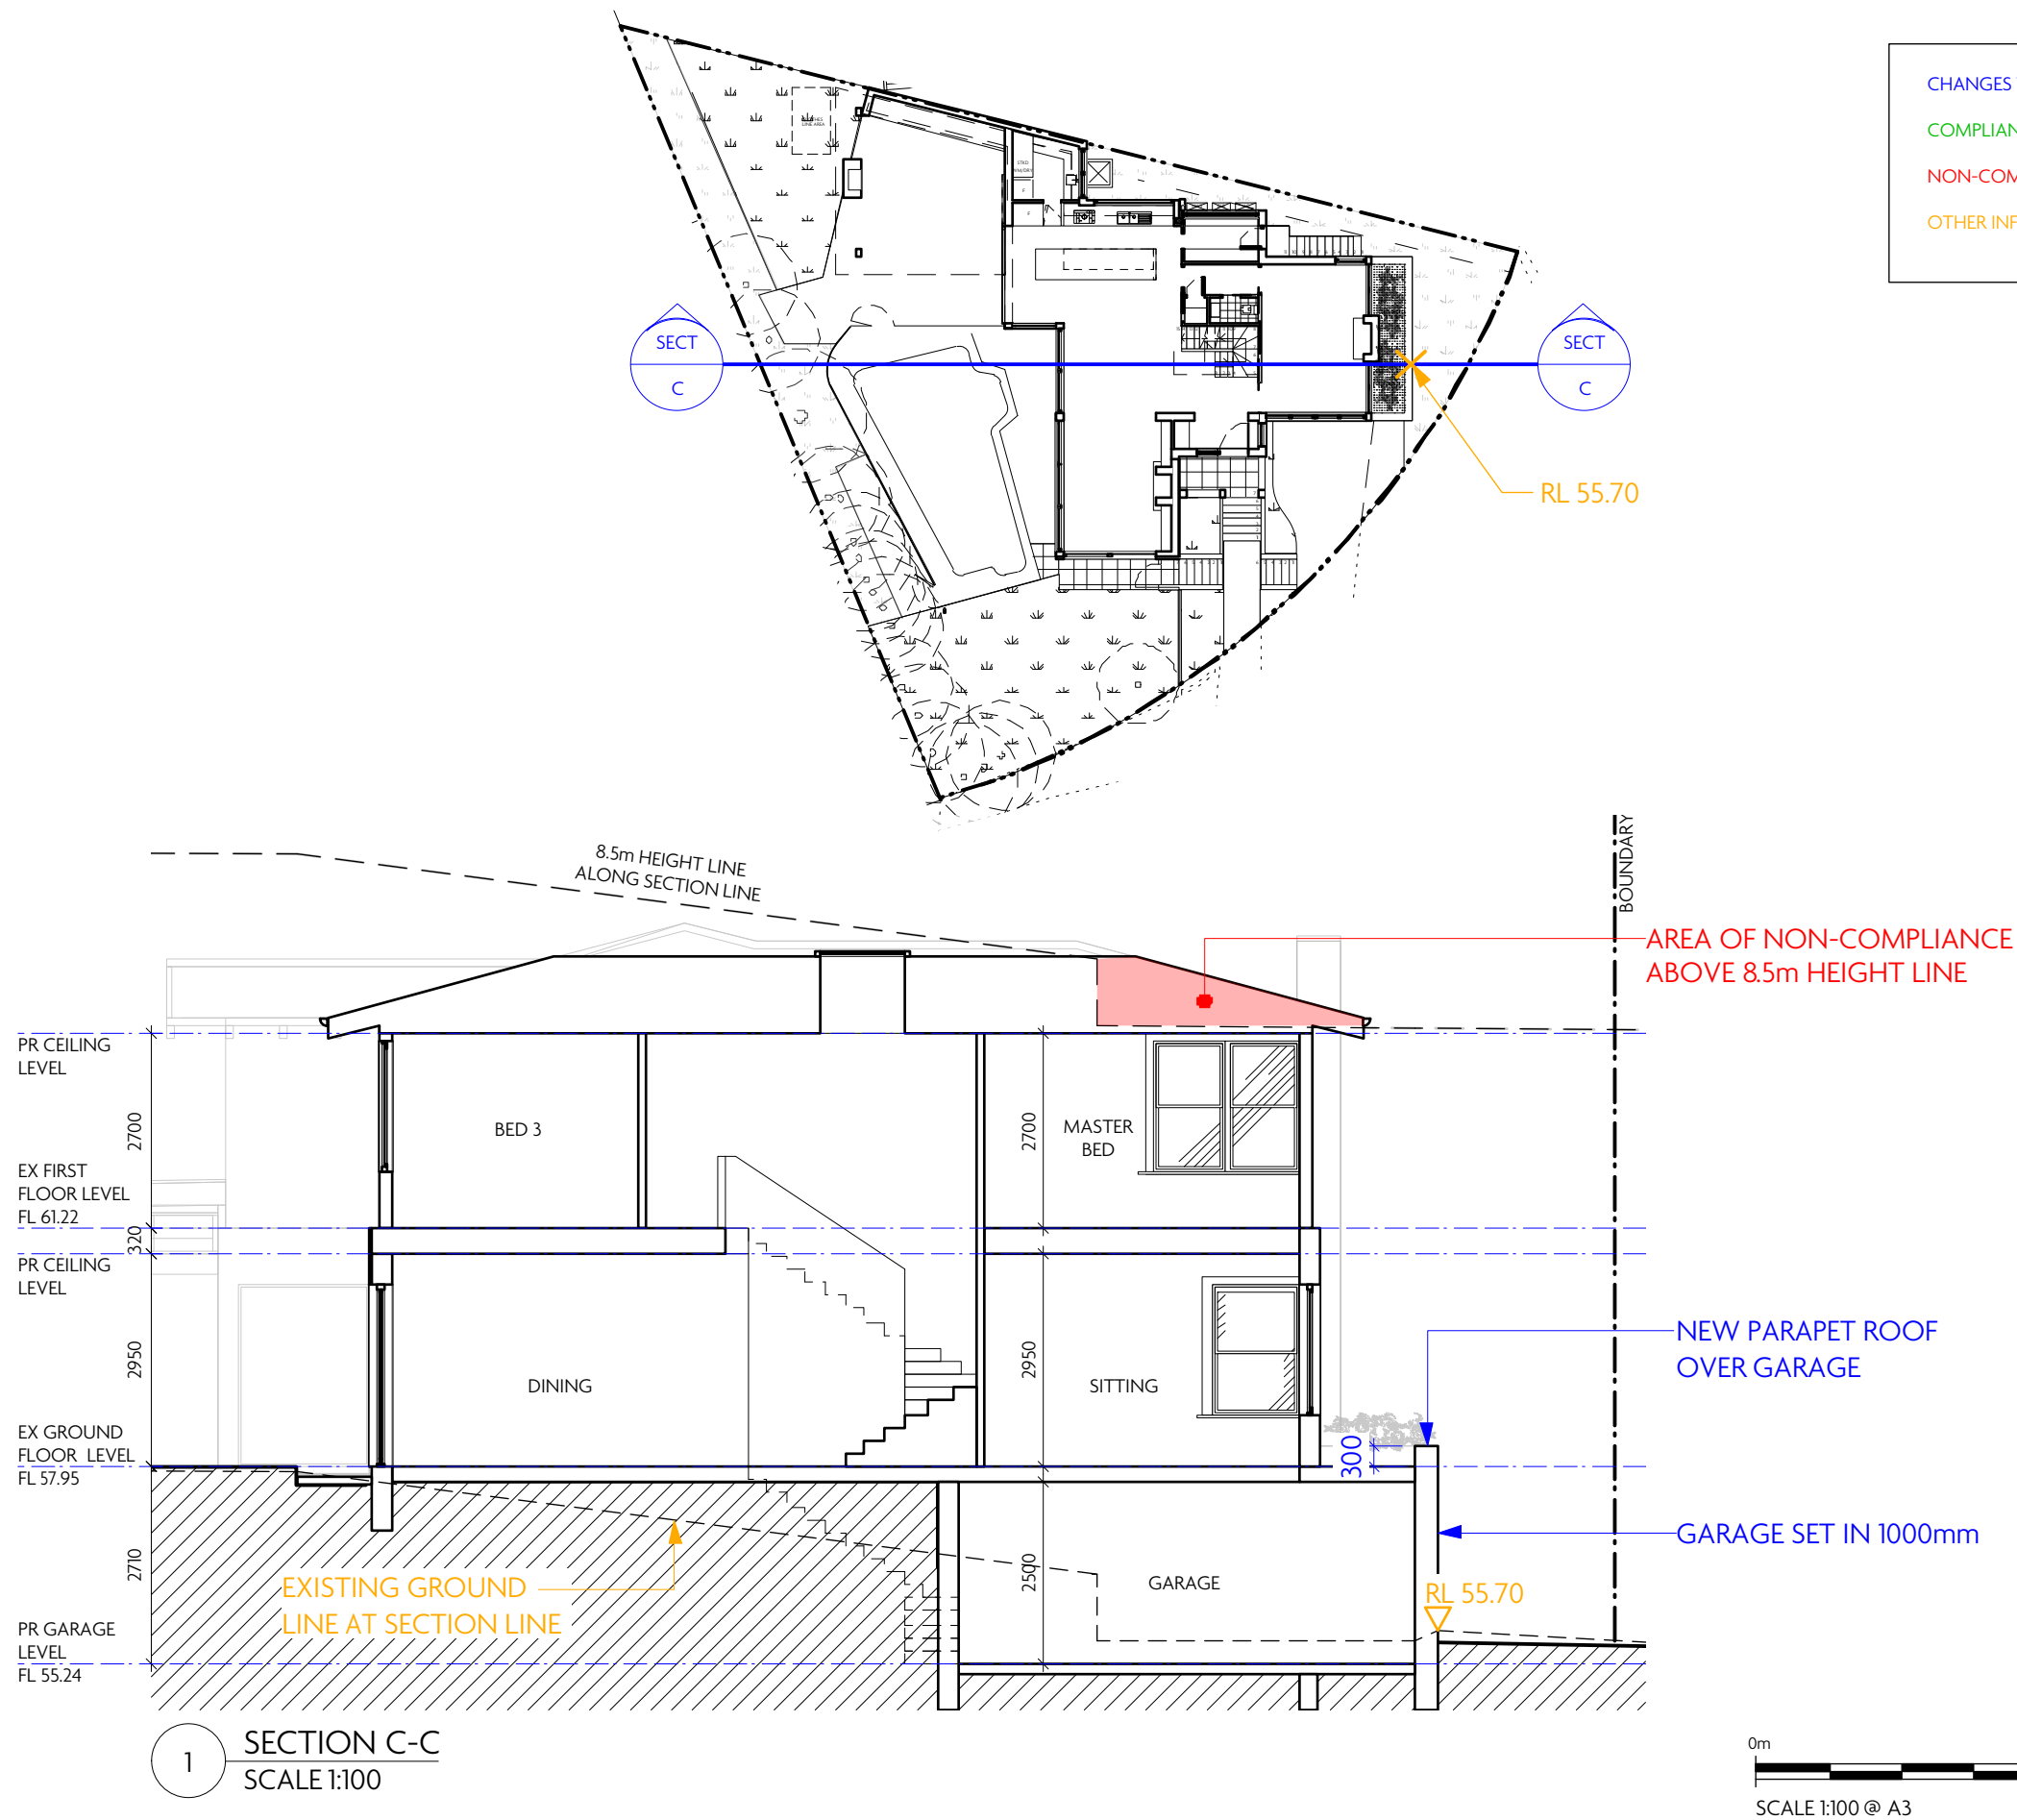 CHANGES
COMPLIAN
NON-COM
OTHER INF
LINE AREA
SECT
C
SECT
C
RL 55.70
8.5m HEIGHT LINE
ALONG SECTION LINE
BOUNDARY
AREA OF NON-COMPLIANCE
ABOVE 8.5m HEIGHT LINE
PR CEILING
LEVEL
2700
BED 3
2700
MASTER
BED
EX FIRST
FLOOR LEVEL
FL 61.22
320
PR CEILING
LEVEL
NEW PARAPET ROOF
OVER GARAGE
2950
DINING
2950
SITTING
EX GROUND
FLOOR LEVEL
FL 57.95
300
GARAGE SET IN 1000mm
2710
EXISTING GROUND
LINE AT SECTION LINE
2500
GARAGE
RL 55.70
PR GARAGE
LEVEL
FL 55.24
1
SECTION C-C
SCALE 1:100
0m
SCALE 1:100 @ A3